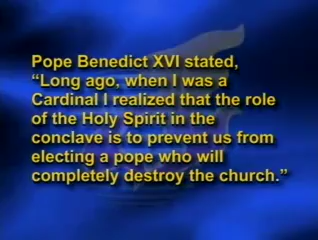 Pope Benedict XVI stated,
“Long ago, when I was a
Cardinal I realized that the role
of the Holy Spirit in the
conclave is to prevent us from
electing a pope who will
completely destroy the church.”